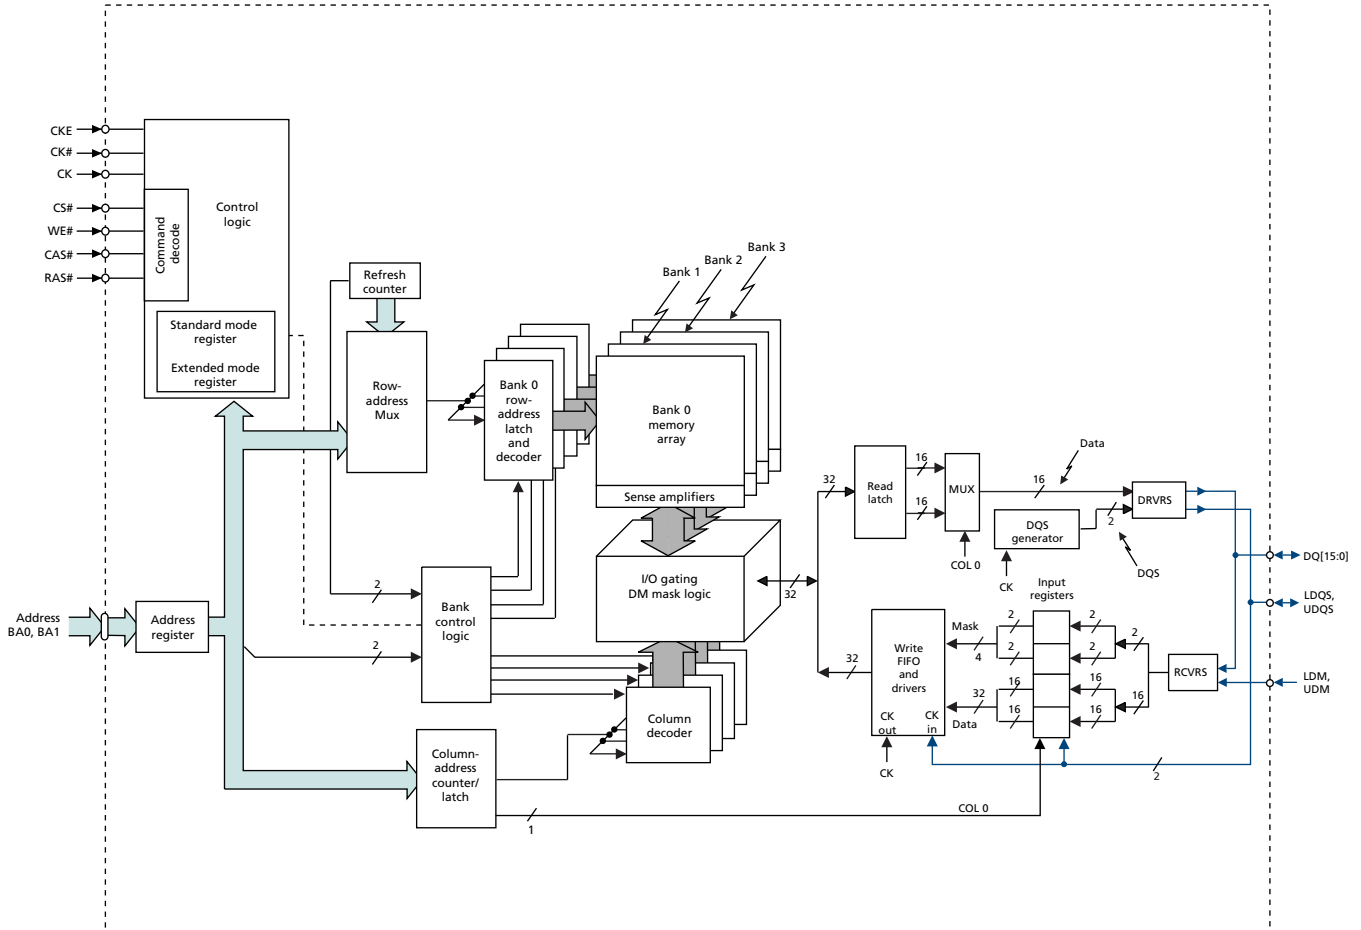 CKE
CK#
CK
CS#
WE#
CAS#
RAS#
Command
decode
Control
logic
Standard mode
register
Extended mode
register
Refresh
counter
Row-
address
Mux
Bank 0
row-
address
latch
and
decoder
Bank 1
Bank 2
Bank 3
Bank 0
memory
array
Sense amplifiers
I/O gating
DM mask logic
Address
BA0, BA1
Address
register
2
2
Bank
control
logic
Column
decoder
Column-
address
counter/
latch
1
COL 0
32
32
32
Read
latch
16
16
MUX
COL 0
16
Data
DQS
generator
CK
2
DQS
DRVRS
DQ[15:0]
LDQS,
UDQS
LDM,
UDM
RCVRS
Input
registers
Write
FIFO
and
drivers
CK
out
CK
in
CK
Mask
4
32
Data
2
2
16
16
2
2
16
16
2
16
2